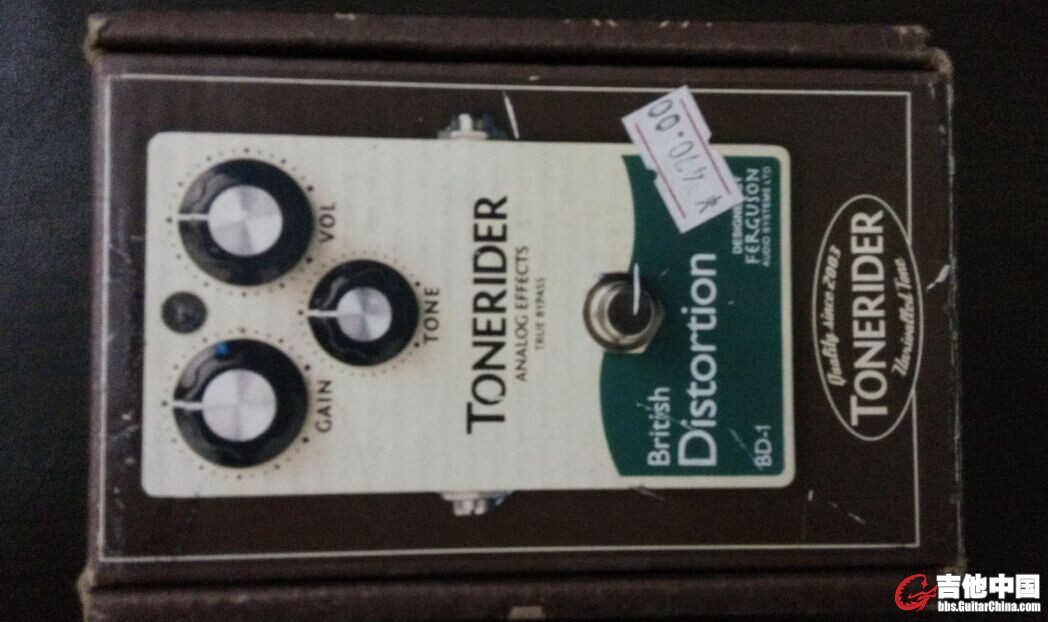 VOL
TONE
GAIN
TONERIDER
ANALOG EFFECTS
TRUE BYPASS
¥470.00
British
Distortion
BD-1
FERGUSON
AUDIO SYSTEMS LTD
Quality since 2003
TONERIDER
Unrivalled Tone
吉他中国
bbs.GuitarChina.com